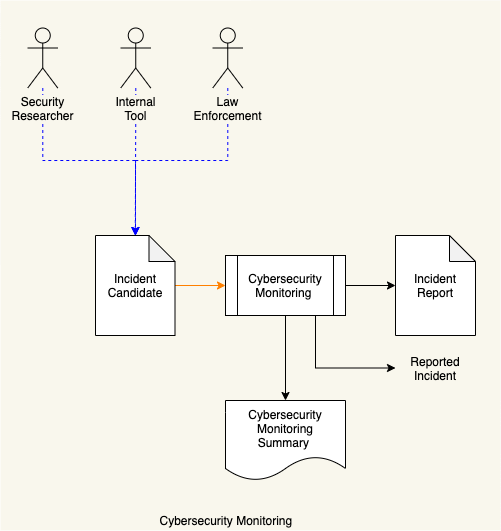 Security
Researcher
Internal
Tool
Law
Enforcement
Incident
Candidate
Cybersecurity
Monitoring
Incident
Report
Reported
Incident
Cybersecurity
Monitoring
Summary
Cybersecurity Monitoring